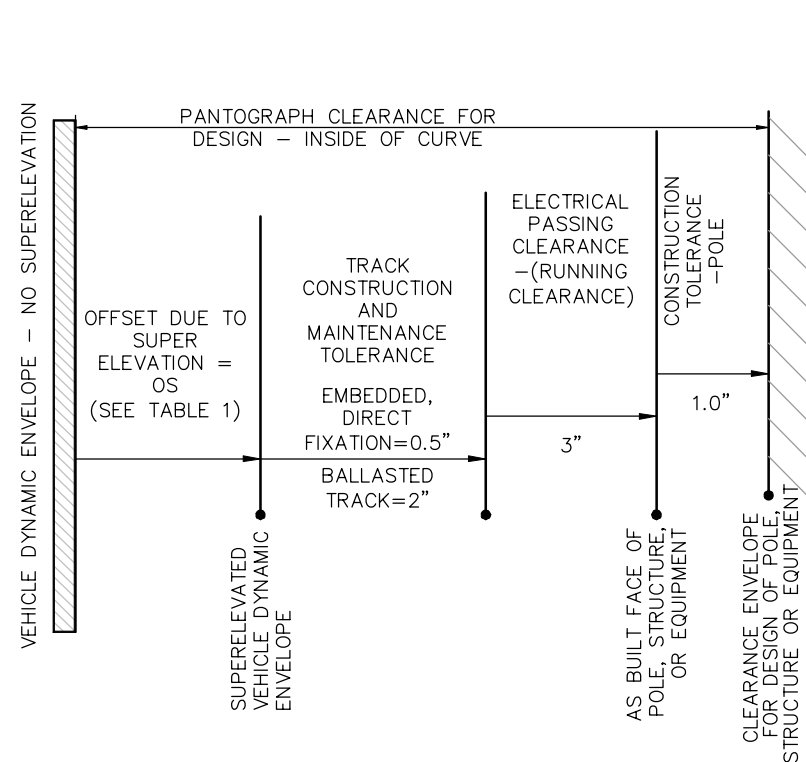 PANTOGRAPH CLEARANCE FOR
DESIGN – INSIDE OF CURVE
VEHICLE DYNAMIC ENVELOPE – NO SUPERELEVATION
OFFSET DUE TO
SUPER
ELEVATION =
OS
(SEE TABLE 1)
TRACK
CONSTRUCTION
AND
MAINTENANCE
TOLERANCE
EMBEDDED,
DIRECT
FIXATION=0.5"
BALLASTED
TRACK=2"
ELECTRICAL
PASSING
CLEARANCE
–(RUNNING
CLEARANCE)
3"
CONSTRUCTION
TOLERANCE
–POLE
1.0"
SUPERELEVATED
VEHICLE DYNAMIC
ENVELOPE
AS BUILT FACE OF
POLE, STRUCTURE,
OR EQUIPMENT
CLEARANCE ENVELOPE
FOR DESIGN OF POLE,
STRUCTURE OR EQUIPMENT